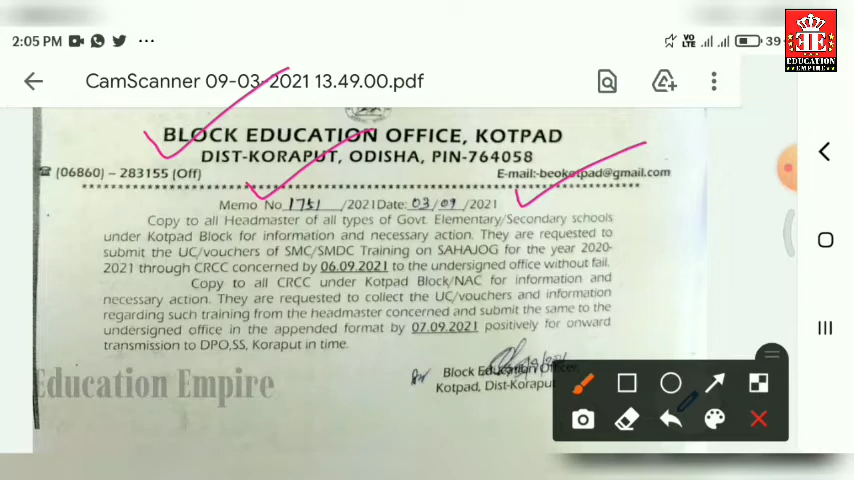 2:05 PM
VO LTE
39
EDUCATION EMPIRE
CamScanner 09-03-2021 13.49.00.pdf
BLOCK EDUCATION OFFICE, KOTPAD
DIST-KORAPUT, ODISHA, PIN-764058
(06860) – 283155 (Off) E-mail:-beokotpad@gmail.com
Memo No 1751 /2021 Date: 03/09 /2021
Copy to all Headmaster of all types of Govt. Elementary/Secondary schools
under Kotpad Block for information and necessary action. They are requested to
submit the UC/vouchers of SMC/SMDC Training on SAHAJOG for the year 2020-
2021 through CRCC concerned by 06.09.2021 to the undersigned office without fail.
Copy to all CRCC under Kotpad Block/NAC for information and
necessary action. They are requested to collect the UC/vouchers and information
regarding such training from the headmaster concerned and submit the same to the
undersigned office in the appended format by 07.09.2021 positively for onward
transmission to DPO,SS, Koraput in time.
Block Education Officer,
Kotpad, Dist-Koraput
Education Empire